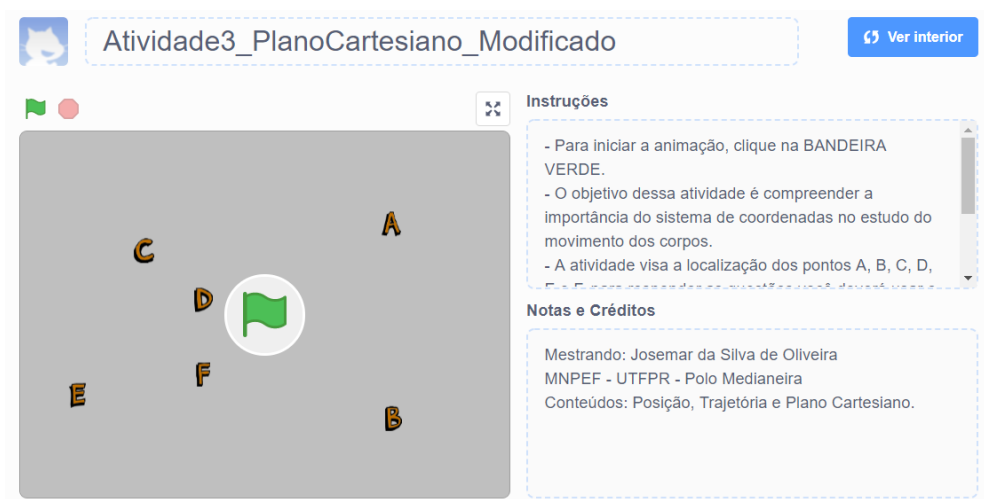 Atividade3_PlanoCartesiano_Modificado
Ver interior
Instruções
- Para iniciar a animação, clique na BANDEIRA
VERDE.
- O objetivo dessa atividade é compreender a
importância do sistema de coordenadas no estudo do
movimento dos corpos.
- A atividade visa a localização dos pontos A, B, C, D,
A
C
D
F
E
B
Notas e Créditos
Mestrando: Josemar da Silva de Oliveira
MNPEF - UTFPR - Polo Medianeira
Conteúdos: Posição, Trajetória e Plano Cartesiano.